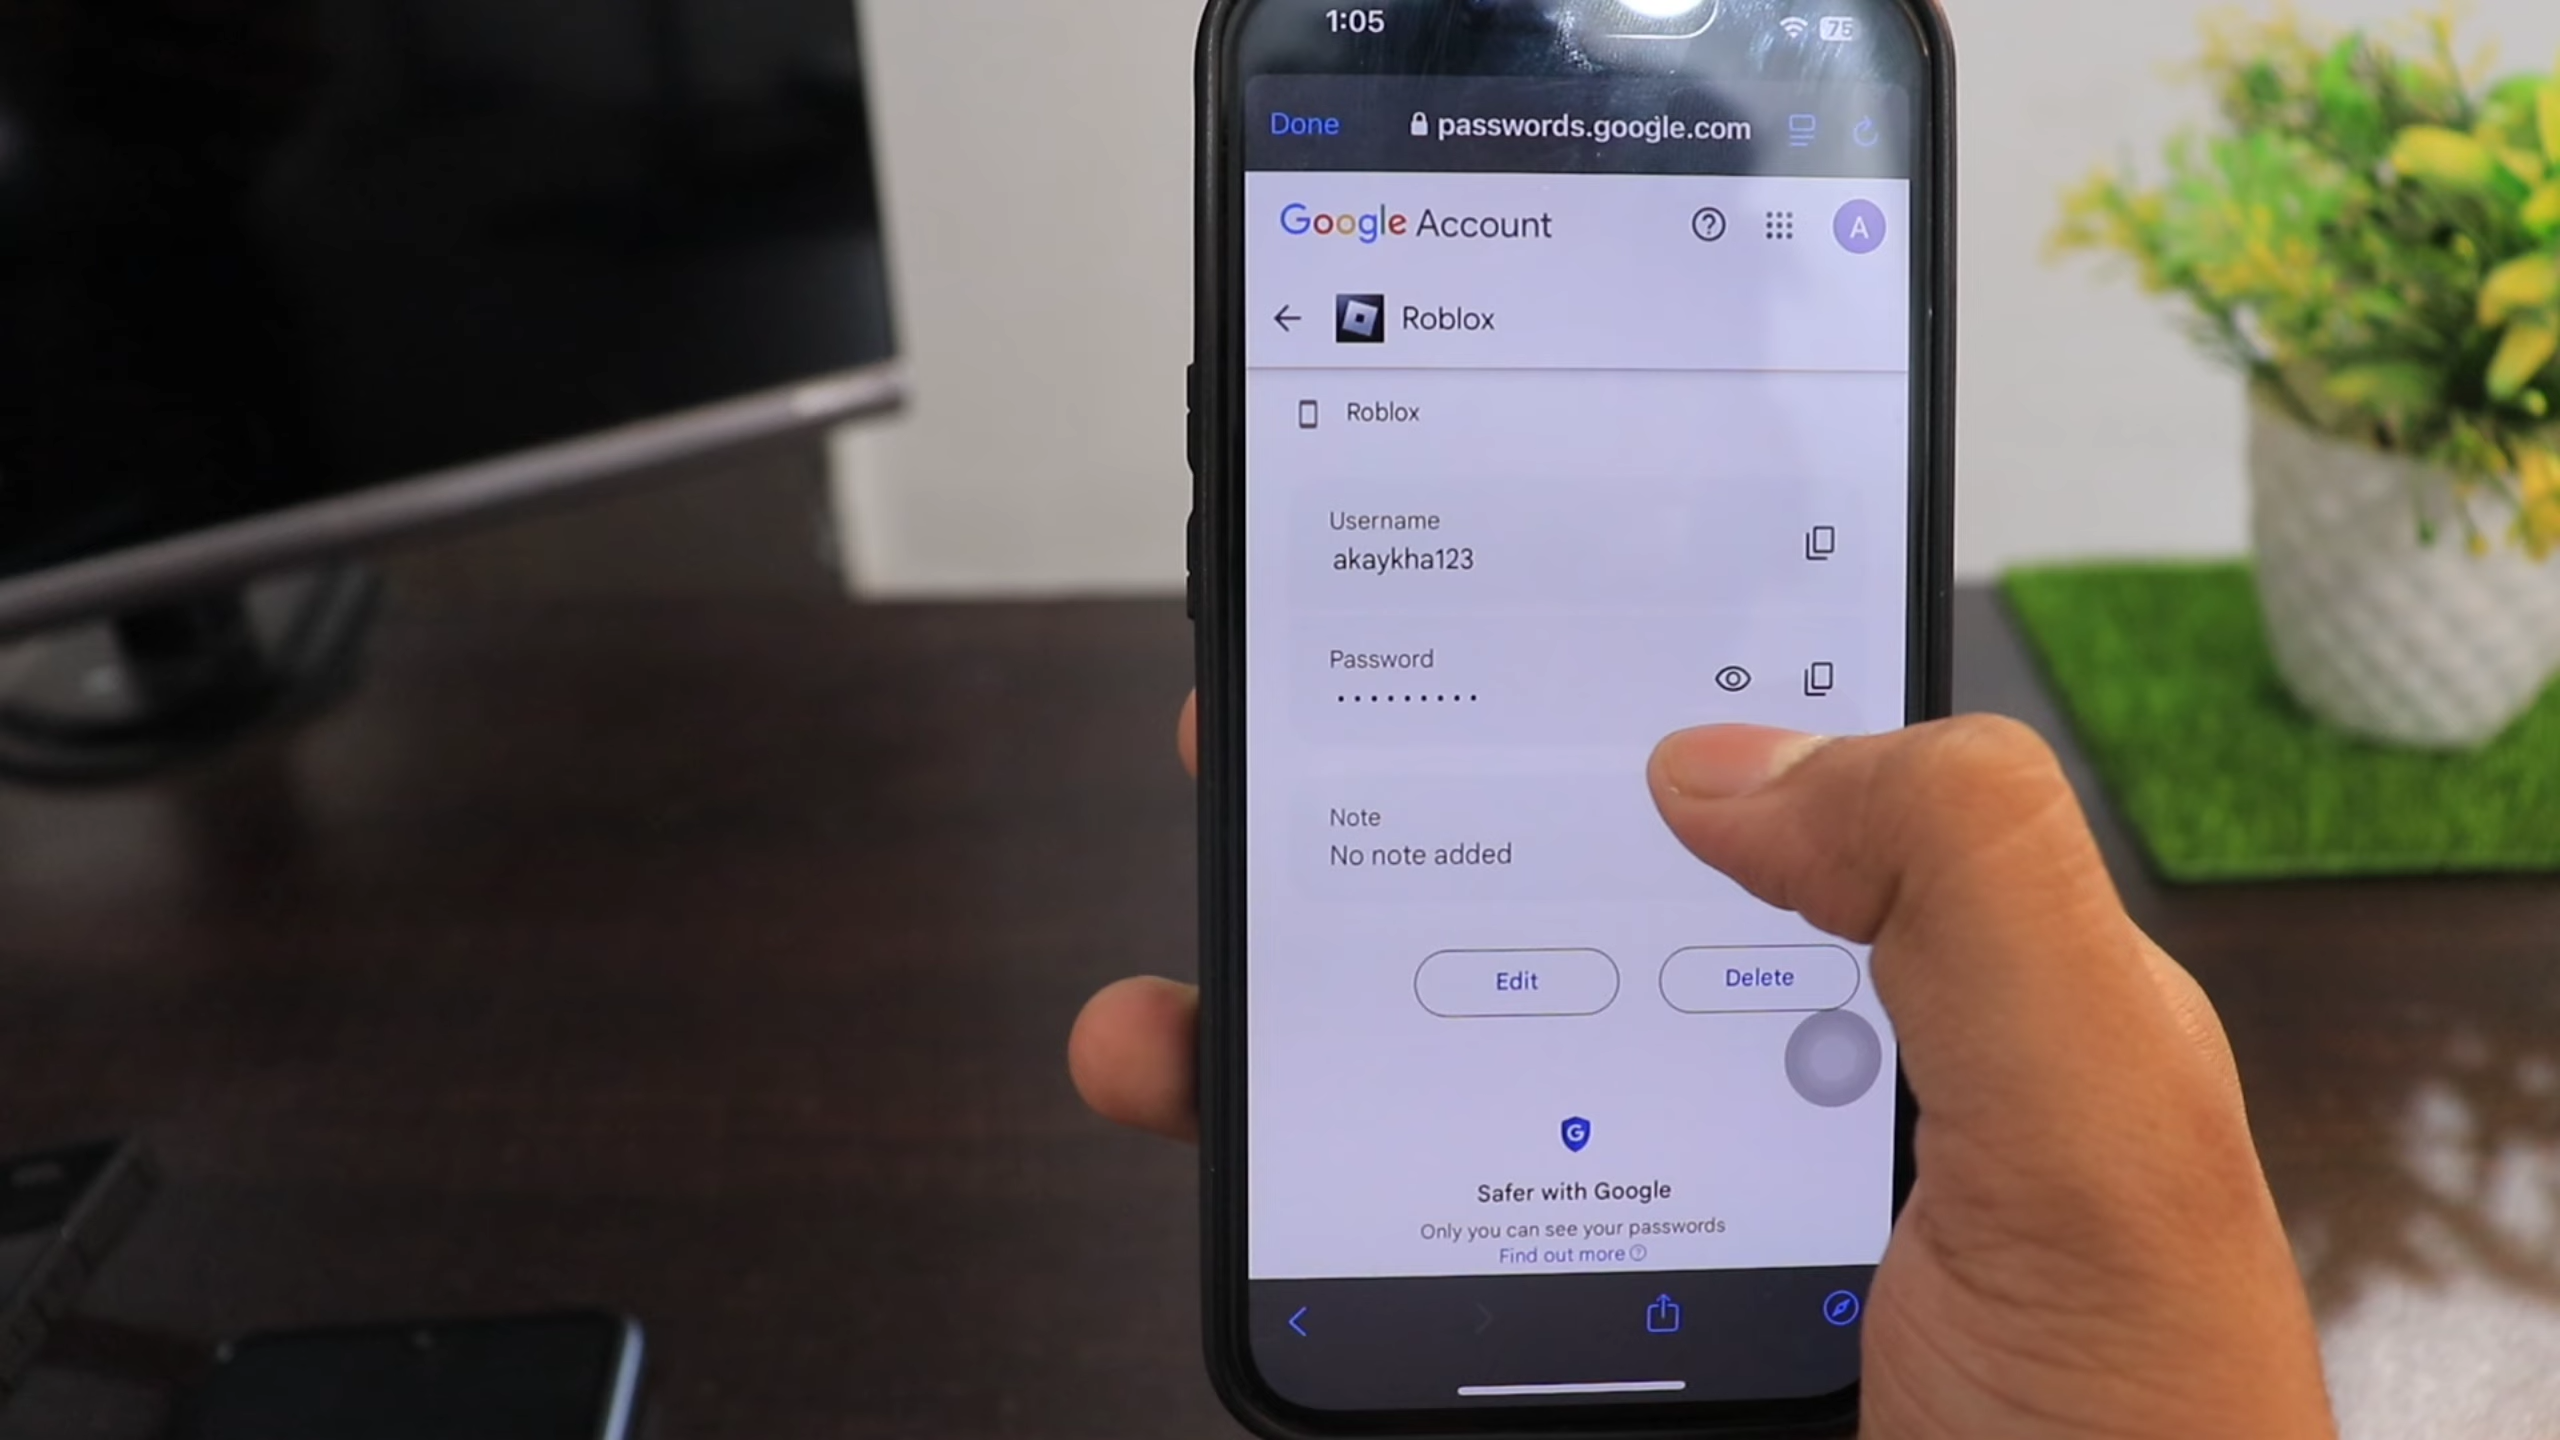 1:05
75
Done
passwords.google.com
Google Account
A
Roblox
Roblox
Username
akaykha123
Password
•••••••••
Note
No note added
Edit
Delete
G
Safer with Google
Only you can see your passwords
Find out more